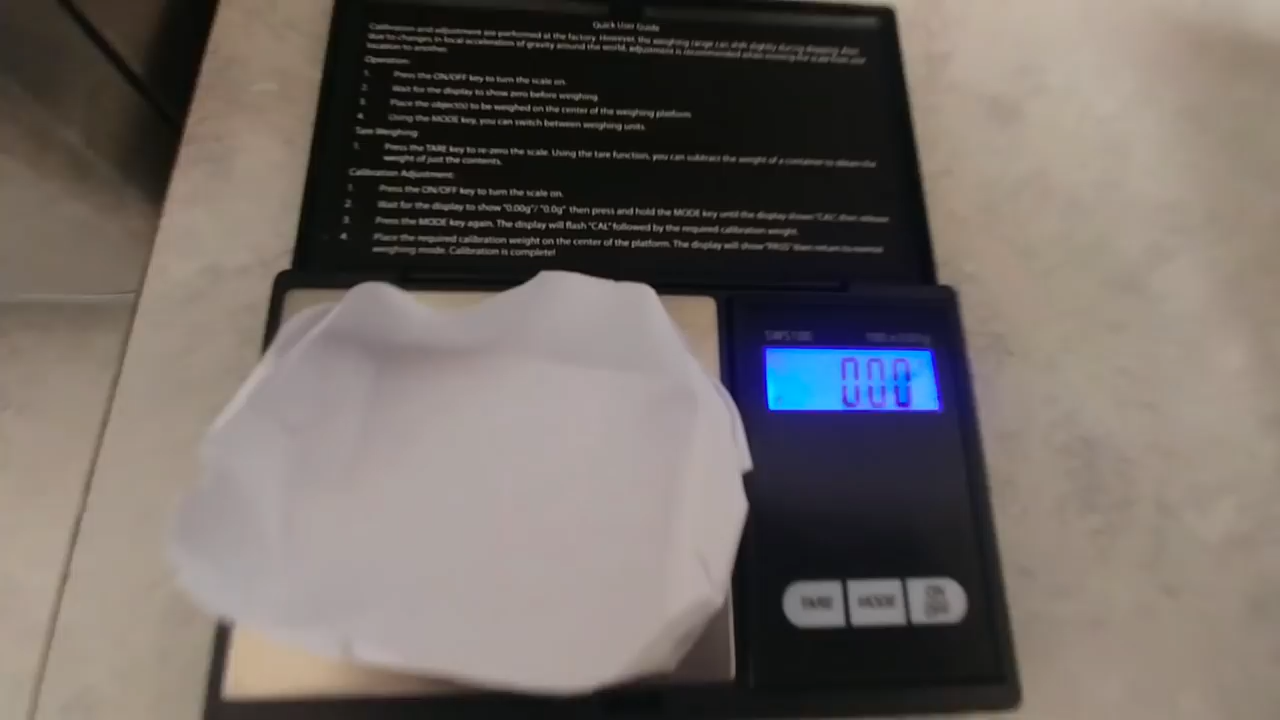 Quick User Guide
Calibration and adjustment are performed at the factory. However, the weighing range can shift slightly during shipping. Also
due to changes in local acceleration of gravity around the world, adjustment is recommended when moving the scale from one
location to another.
Operation:
1. Press the ON/OFF key to turn the scale on.
2. Wait for the display to show zero before weighing
3. Place the object(s) to be weighed on the center of the weighing platform
4. Using the MODE key, you can switch between weighing units.
Tare Weighing
1. Press the TARE key to re-zero the scale. Using the tare function, you can subtract the weight of a container to obtain the
weight of just the contents.
Calibration Adjustment:
1. Press the ON/OFF key to turn the scale on.
2. Wait for the display to show "0.00g"/ "0.0g" then press and hold the MODE key until the display shows "CAL", then release
3. Press the MODE key again. The display will flash "CAL" followed by the required calibration weight.
4. Place the required calibration weight on the center of the platform. The display will show "PASS" then return to normal
weighing mode. Calibration is complete!
000
TARE MODE ON
OFF